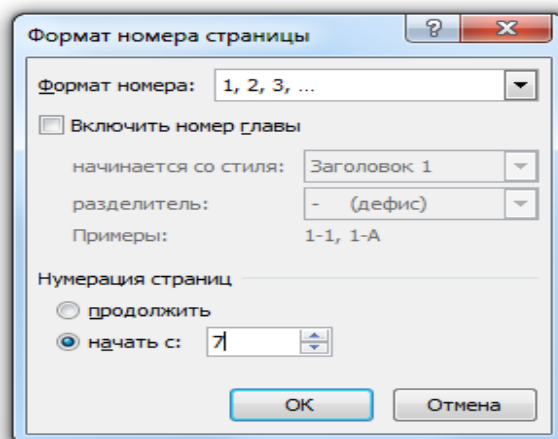 Формат номера страницы
Формат номера: 1, 2, 3, ...
Включить номер главы
начинается со стиля: Заголовок 1
разделитель: - (дефис)
Примеры: 1-1, 1-A
Нумерация страниц
продолжить
начать с: 7
ОК Отмена